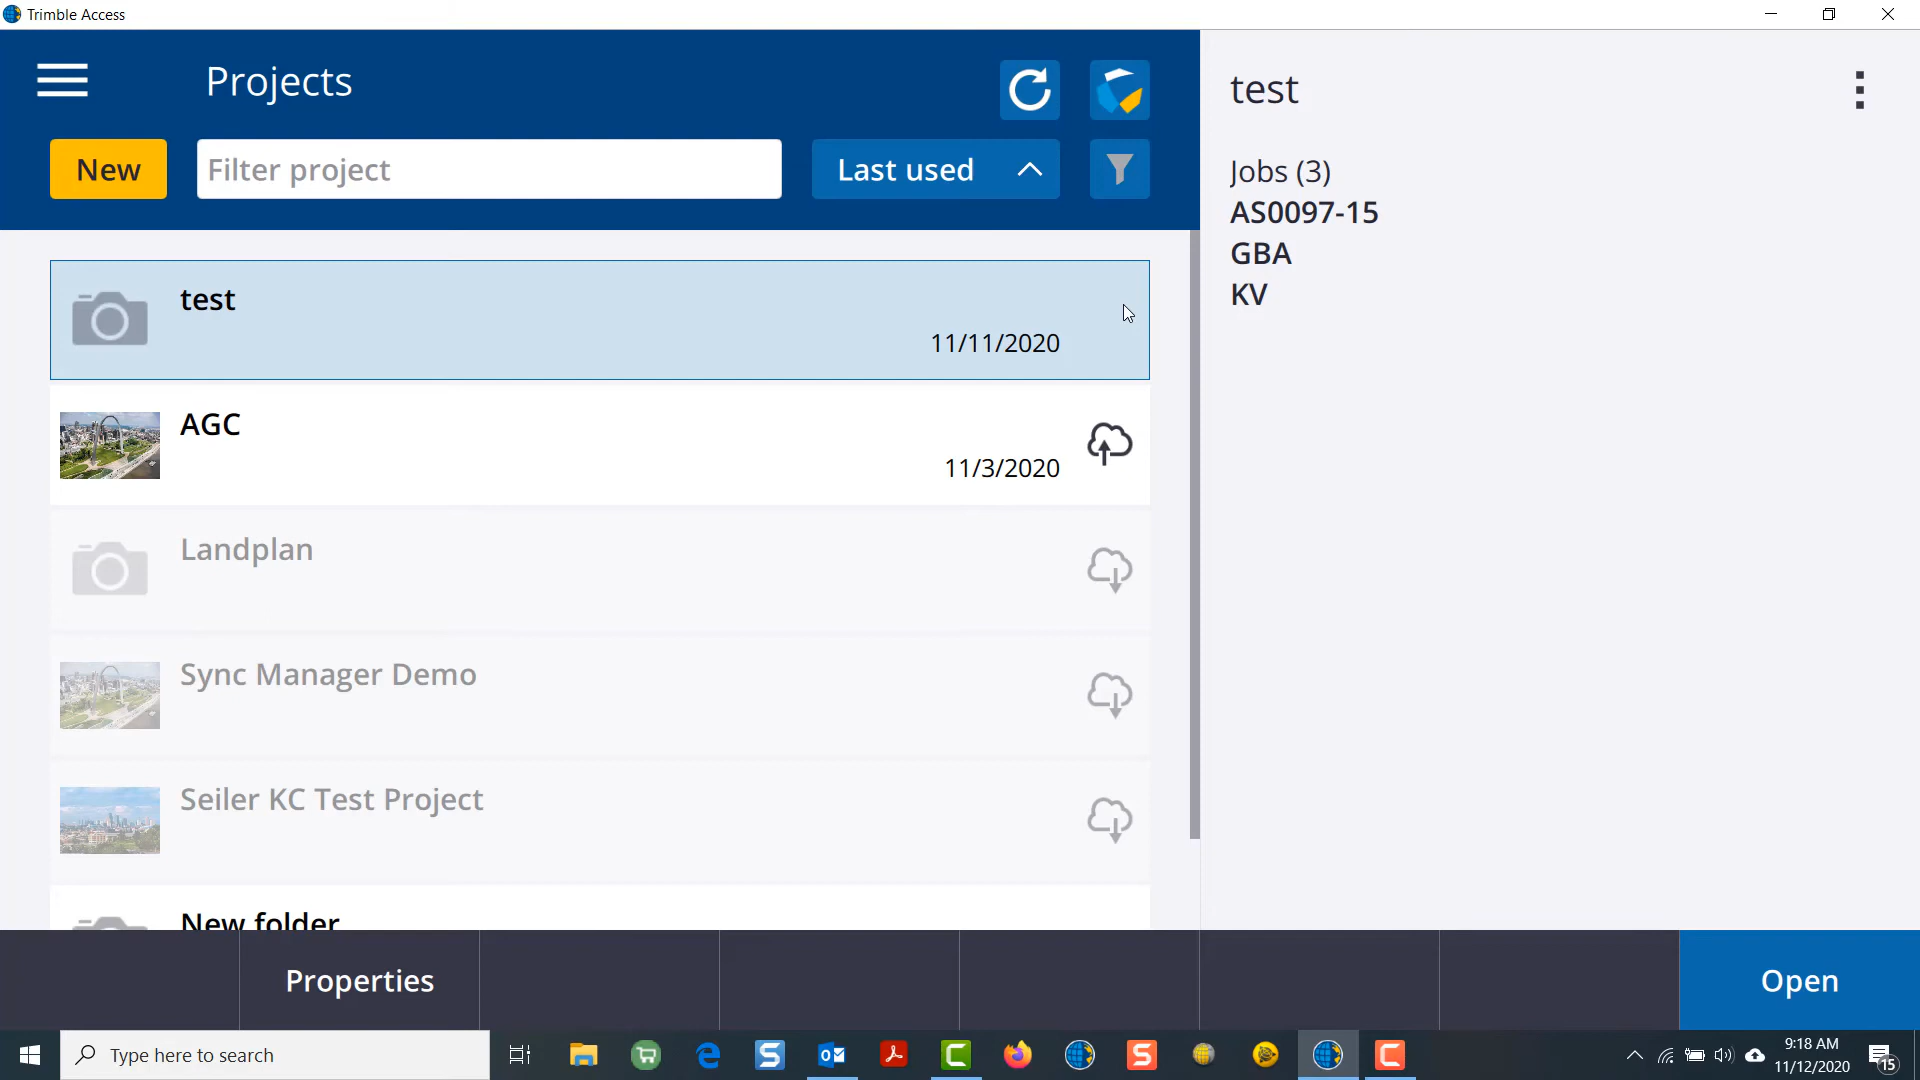 Trimble Access
Projects
New
Filter project
Last used
test
11/11/2020
AGC
11/3/2020
Landplan
Sync Manager Demo
Seiler KC Test Project
New folder
test
Jobs (3)
AS0097-15
GBA
KV
Properties
Open
Type here to search
9:18 AM
11/12/2020
15